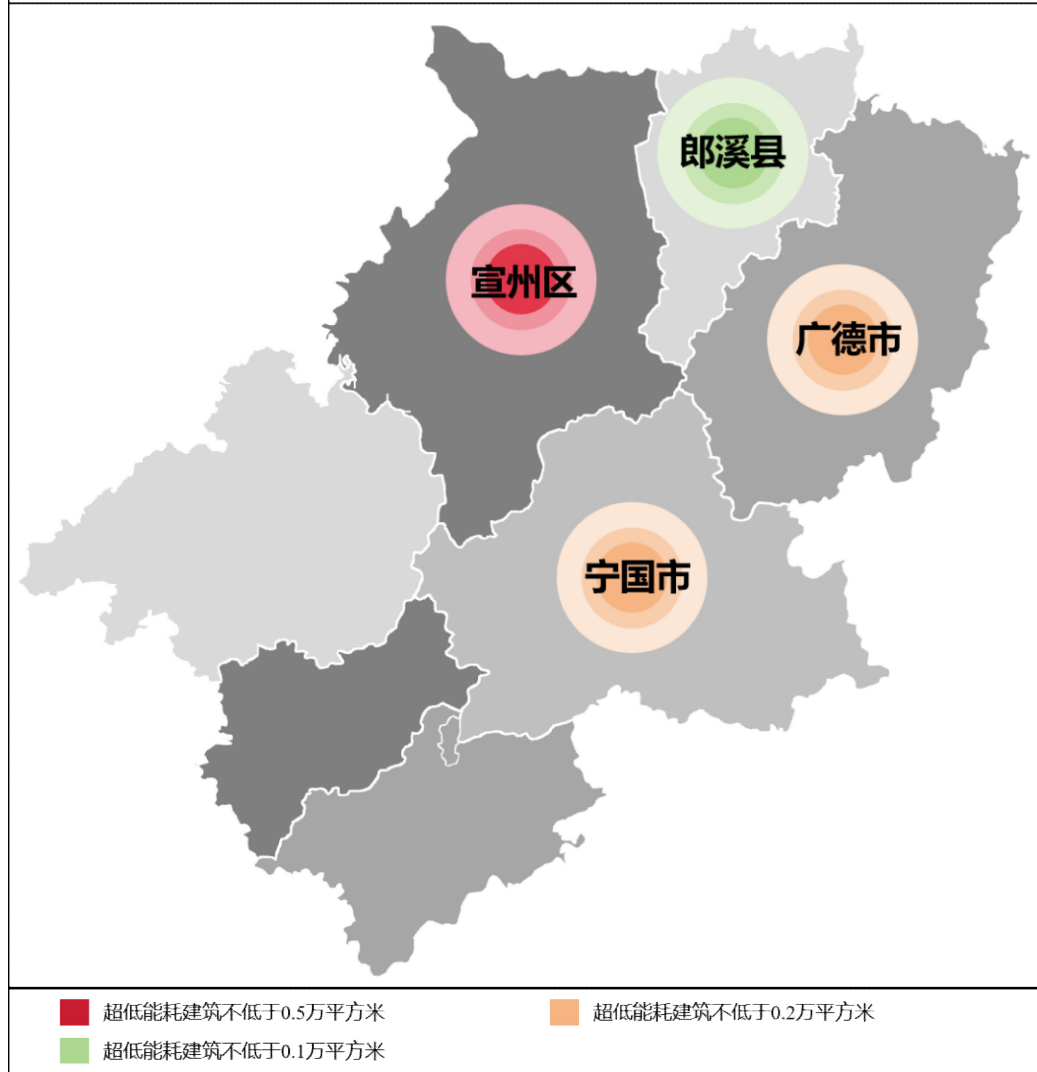 郎溪县
宣州区
广德市
宁国市
超低能耗建筑不低于0.5万平方米
超低能耗建筑不低于0.2万平方米
超低能耗建筑不低于0.1万平方米